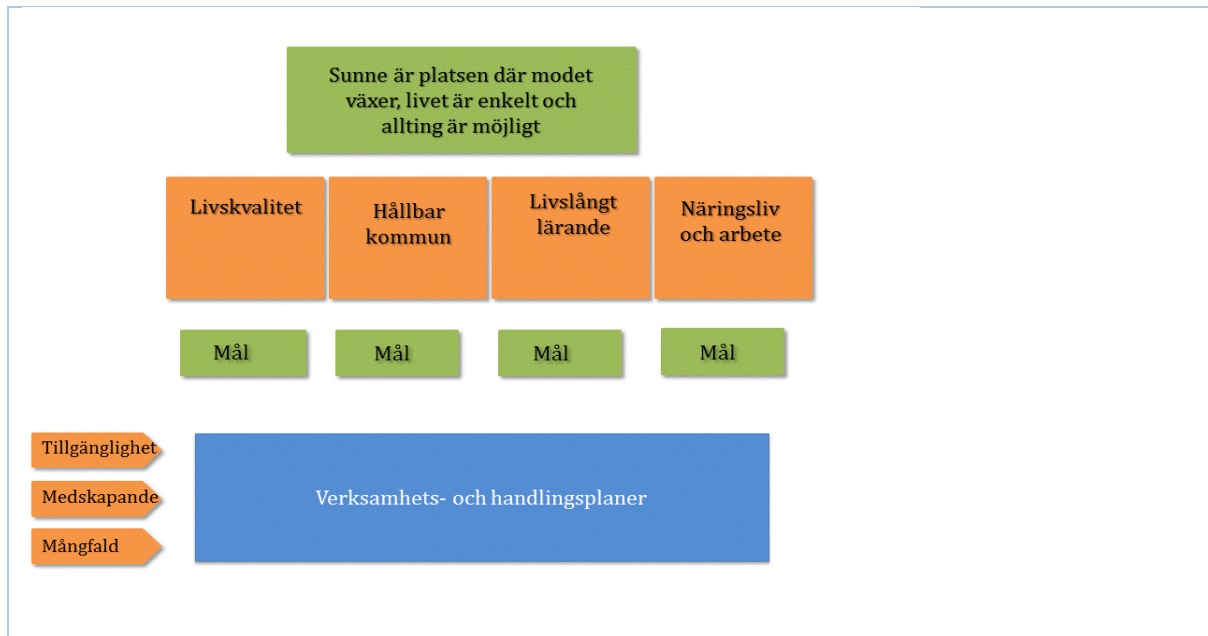 Sunne är platsen där modet
växer, livet är enkelt och
allting är möjligt
Livskvalitet
Hållbar
kommun
Livslångt
lärande
Näringsliv
och arbete
Mål
Mål
Mål
Mål
Tillgänglighet
Medskapande
Mångfald
Verksamhets- och handlingsplaner